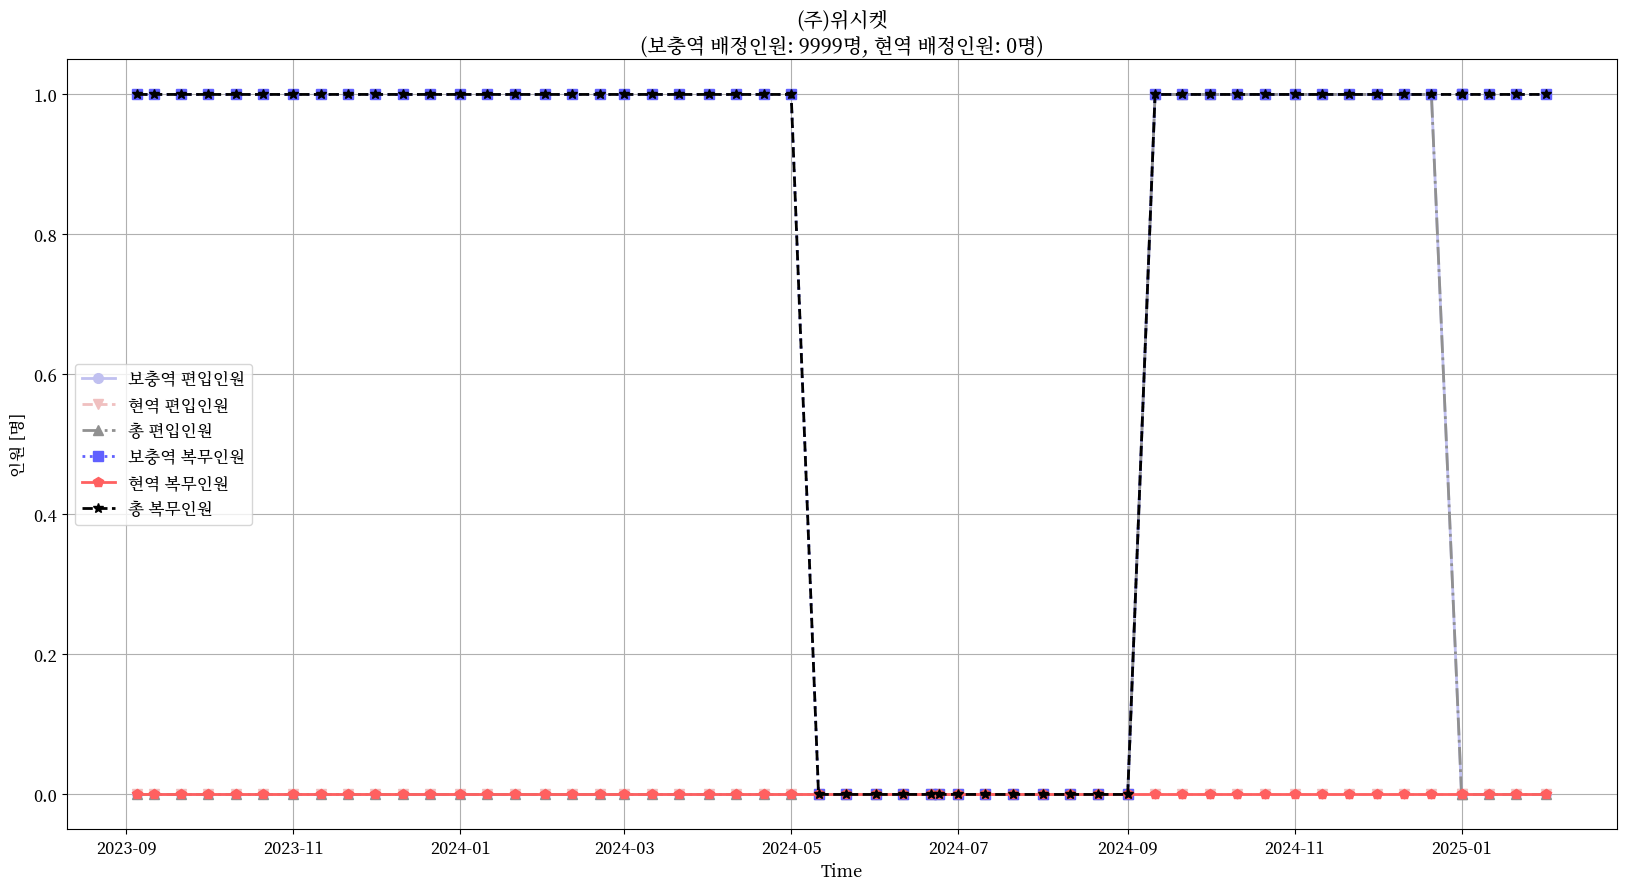 (주)위시켓
(보충역 배정인원: 9999명, 현역 배정인원: 0명)
1.0
0.8
0.6
0.4
0.2
0.0
인원 [명]
보충역 편입인원
현역 편입인원
총 편입인원
보충역 복무인원
현역 복무인원
총 복무인원
2023-09
2023-11
2024-01
2024-03
2024-05
2024-07
2024-09
2024-11
2025-01
Time